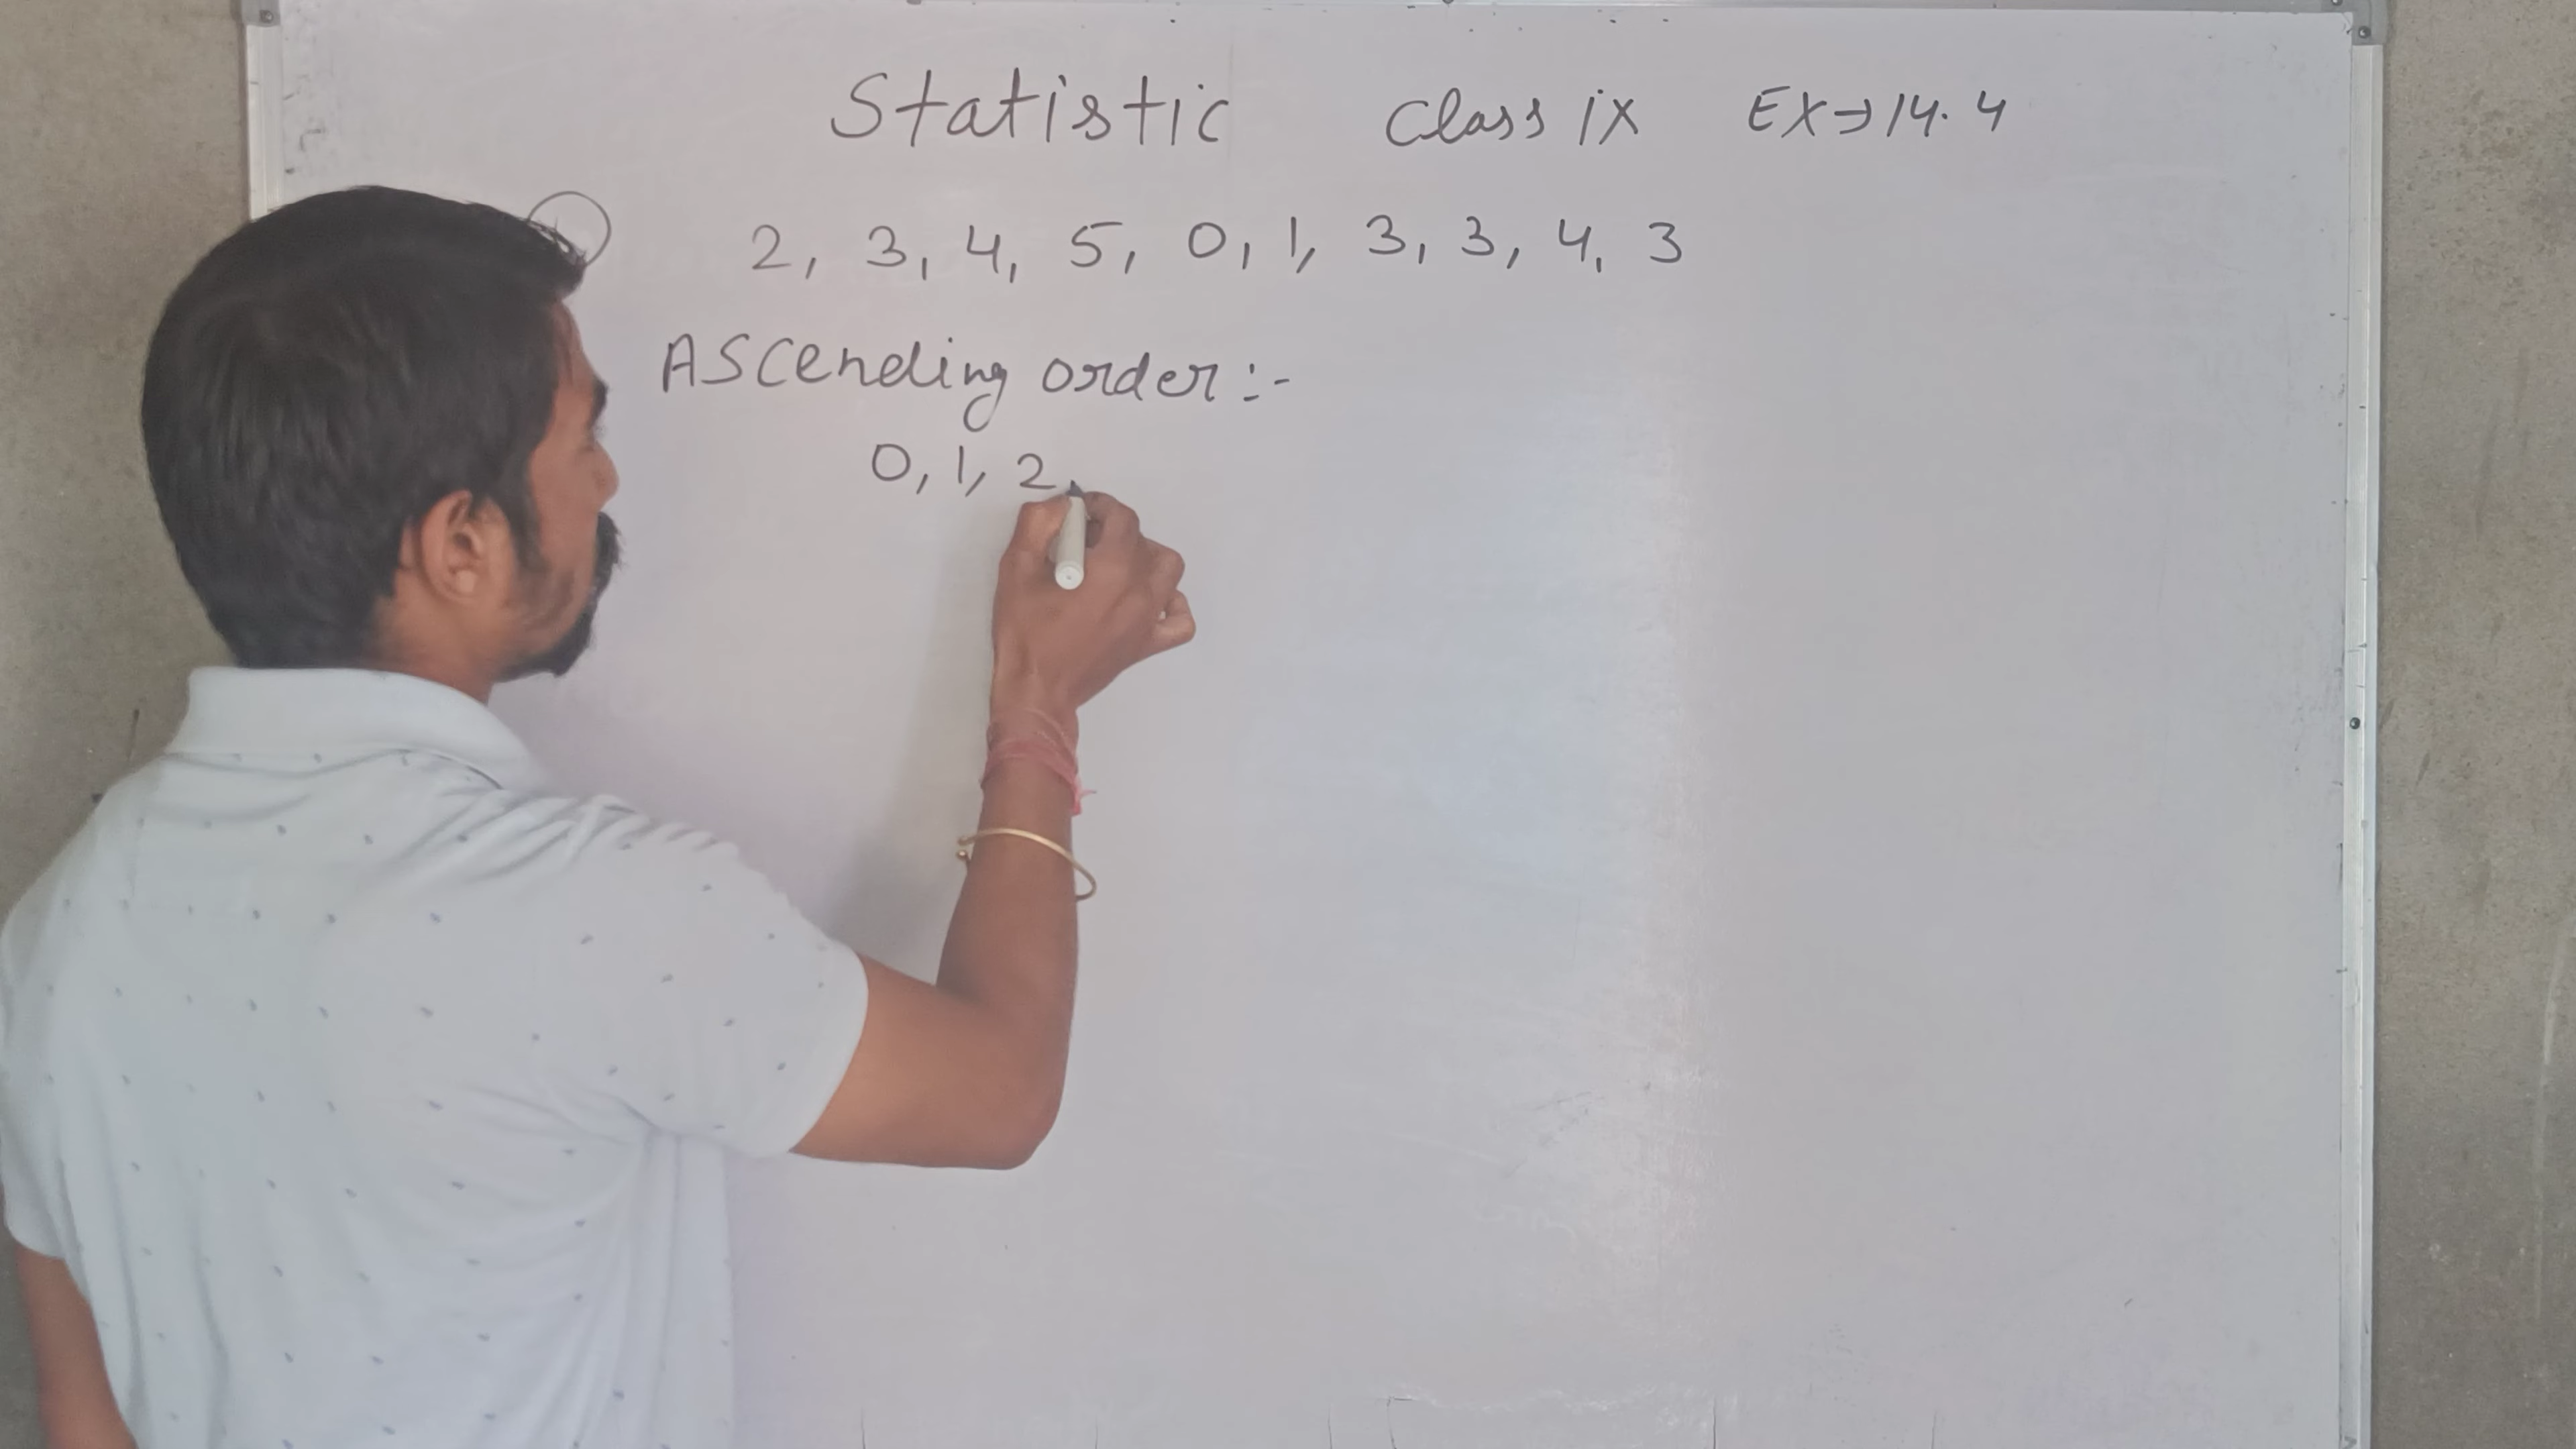 Statistic Class IX EX→14.4
2, 3, 4, 5, 0, 1, 3, 3, 4, 3
Ascending order:-
0, 1, 2,